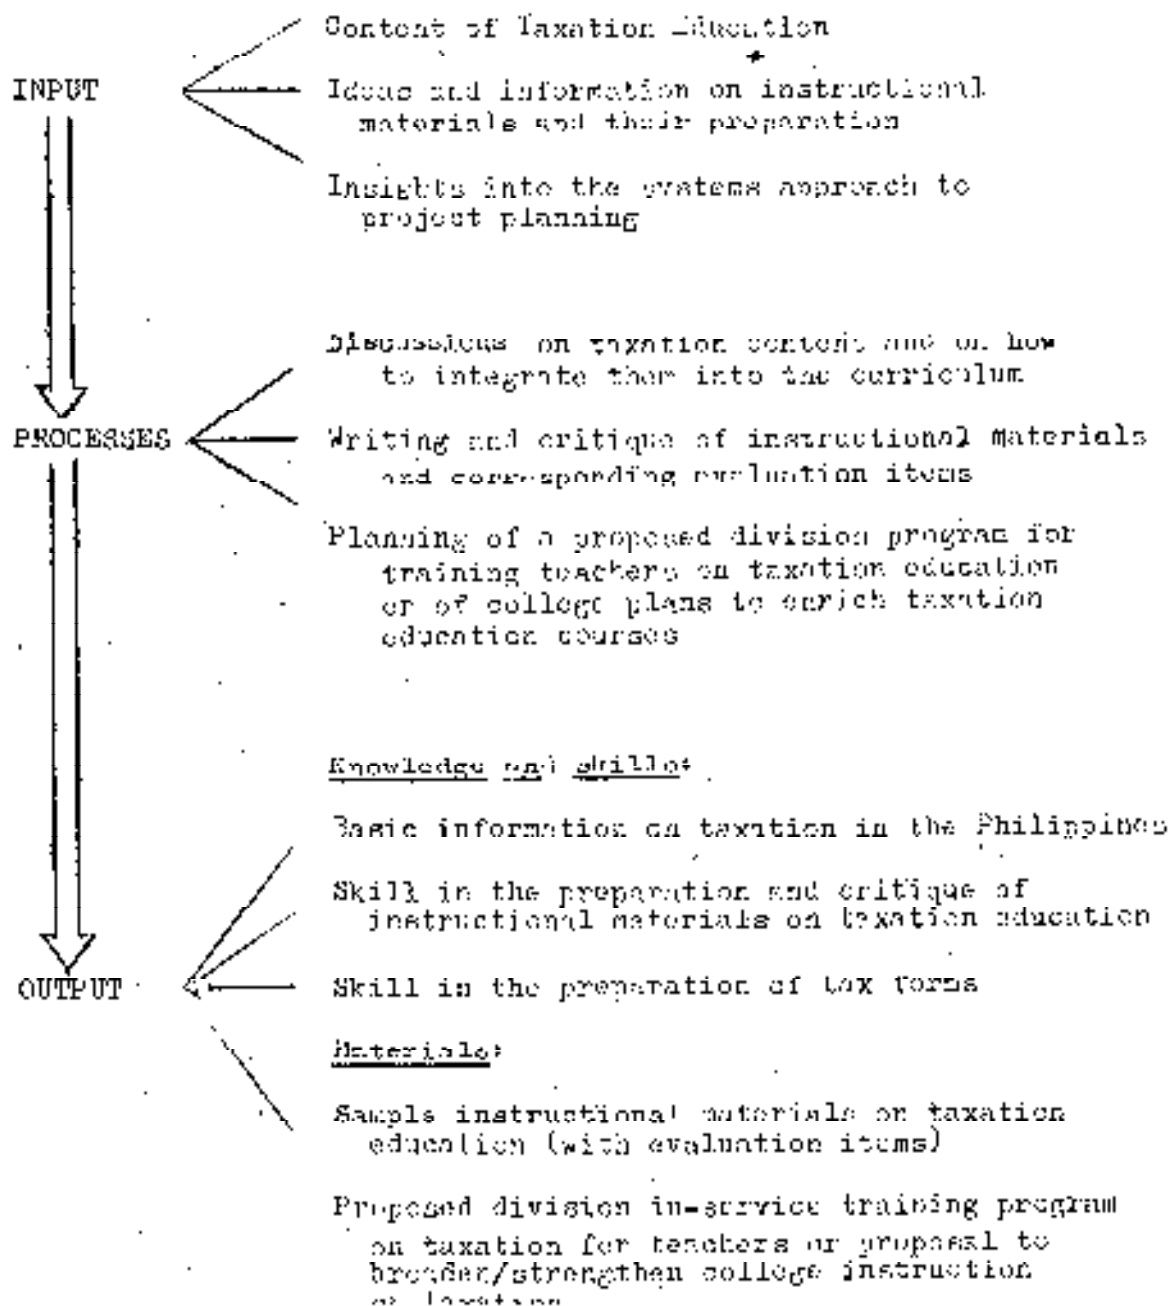 Content of Taxation Education
INPUT
Ideas and information on instructional
materials and their preparation
Insights into the systems approach to
project planning
Discussions on taxation content and on how
to integrate them into the curriculum
PROCESSES
Writing and critique of instructional materials
and corresponding evaluation items
Planning of a proposed division program for
training teachers on taxation education
or of college plans to enrich taxation
education courses
Knowledge and skills:
Basic information on taxation in the Philippines
Skill in the preparation and critique of
instructional materials on taxation education
OUTPUT
Skill in the preparation of tax forms
Materials:
Sample instructional materials on taxation
education (with evaluation items)
Proposed division in-service training program
on taxation for teachers or proposal to
broaden/strengthen college instruction
on taxation